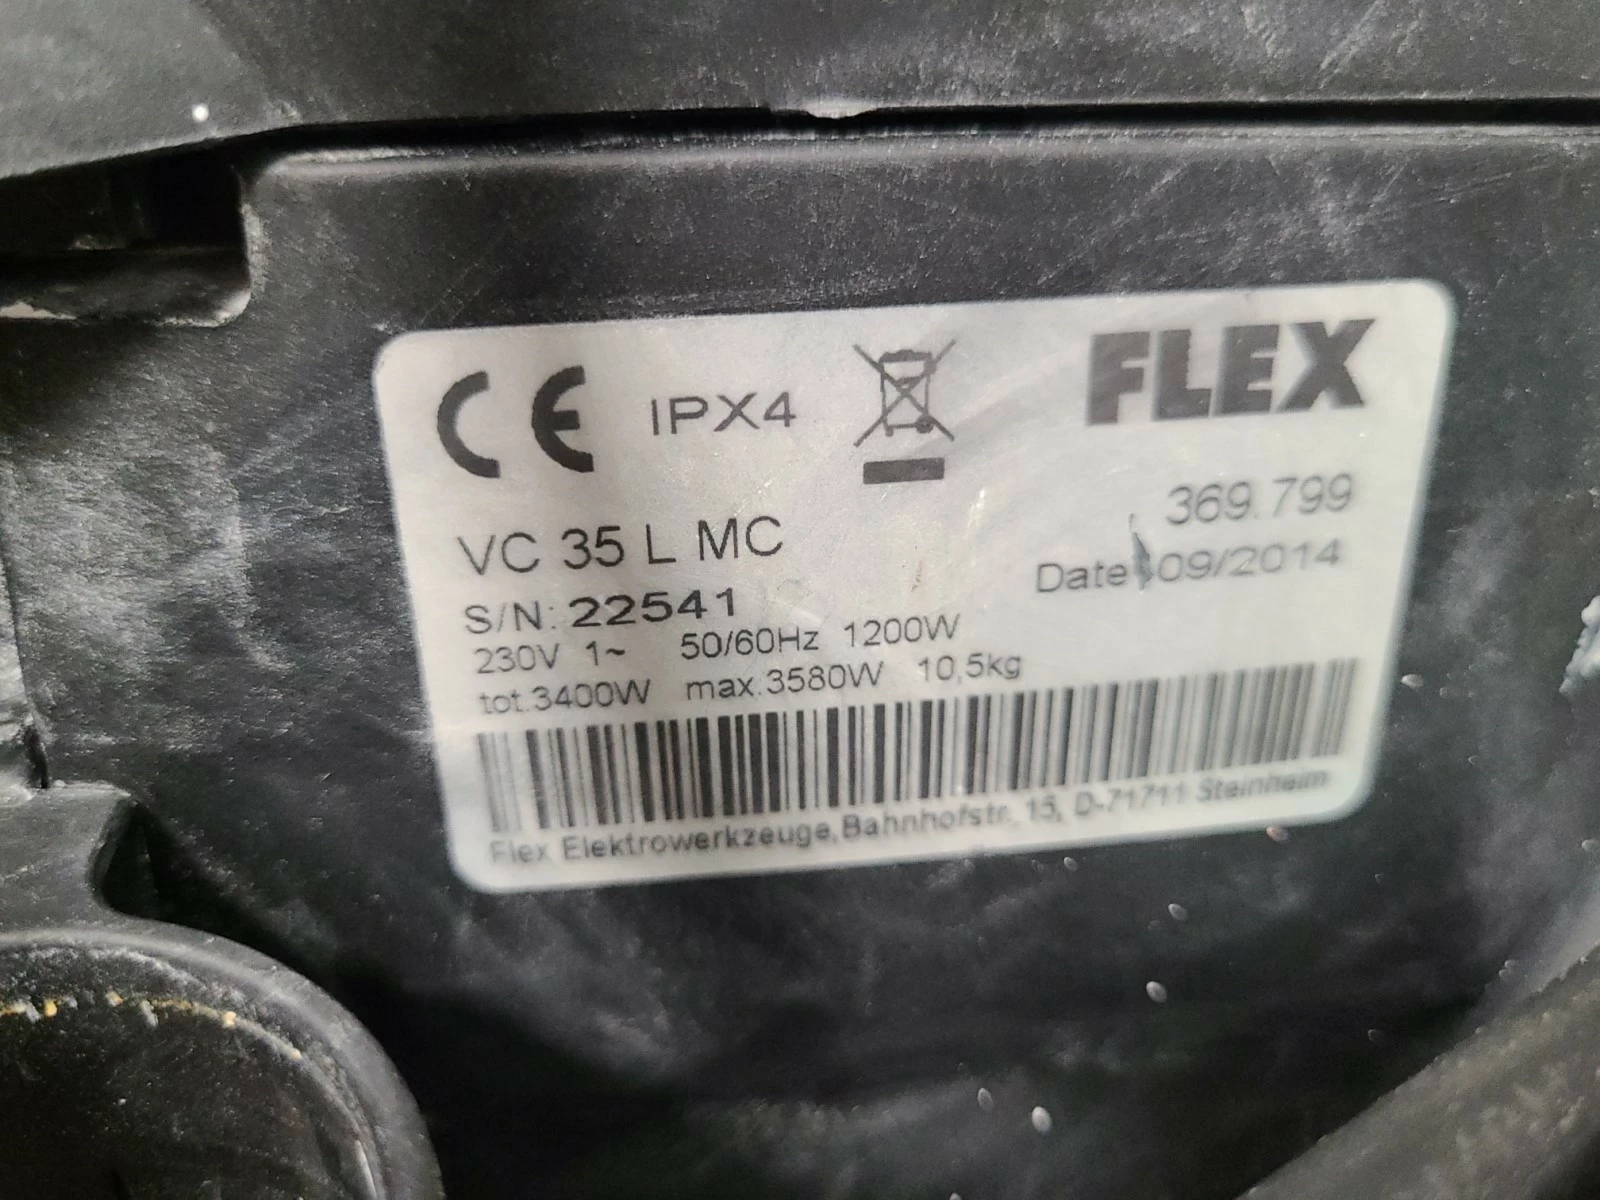 CE IPX4 FLEX
369.799
VC 35 L MC
Date 09/2014
S/N: 22541
230V 1~ 50/60Hz 1200W
tot.3400W max.3580W 10,5kg
Flex Elektrowerkzeuge, Bahnhofstr. 15, D-71711 Steinheim